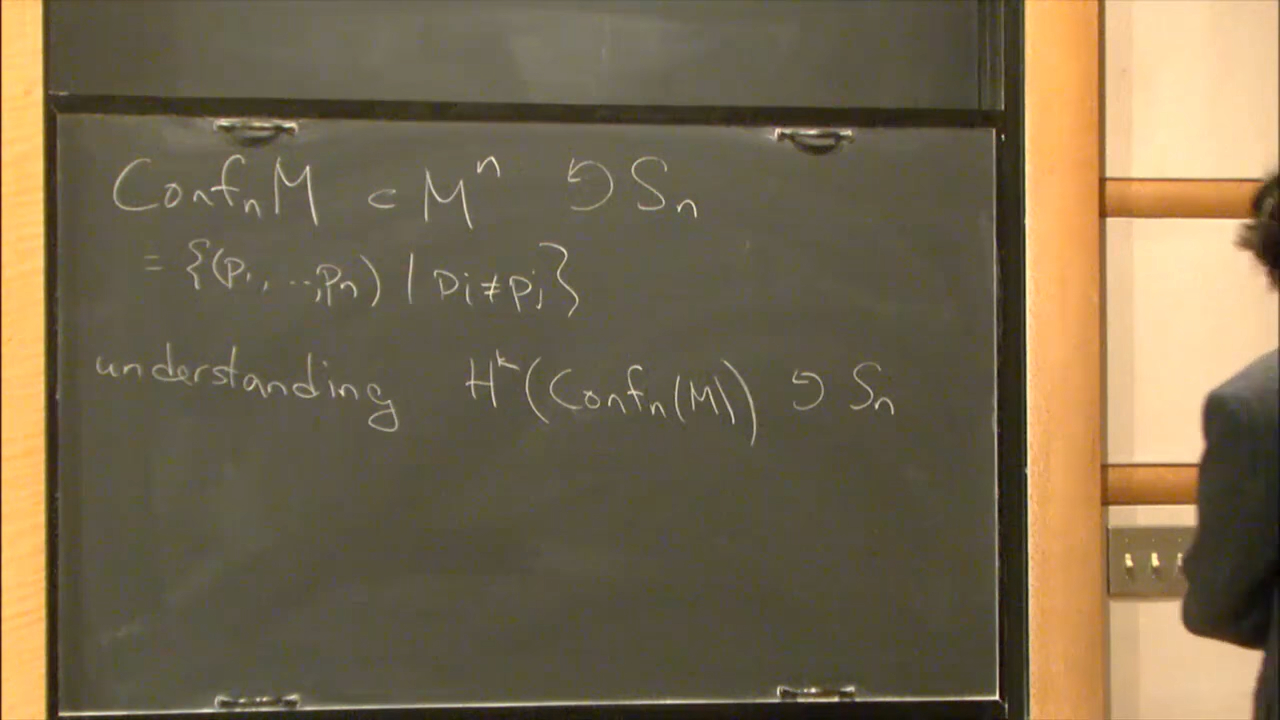 Conf_n M ⊂ M^n ↺ S_n
= {(p_1, ..., p_n) | p_i ≠ p_j}
understanding H^k(Conf_n(M)) ↺ S_n